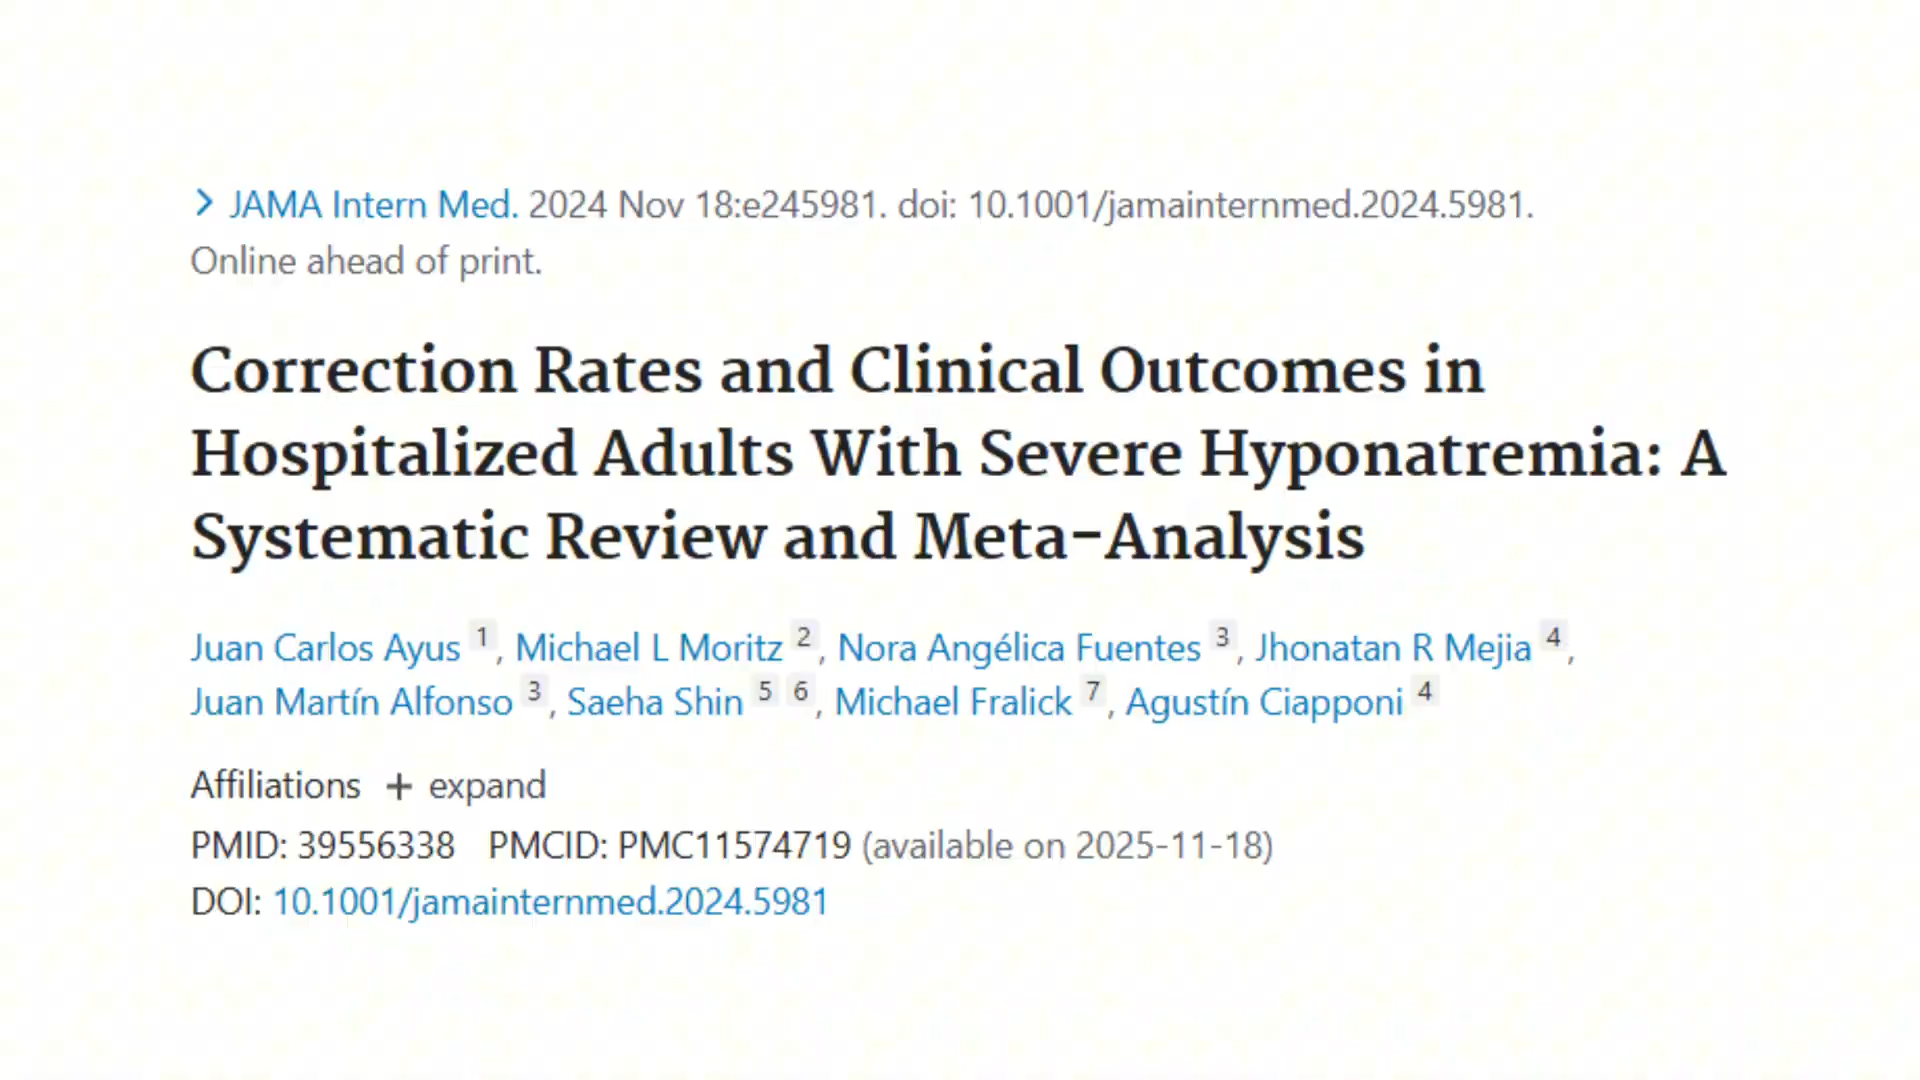 > JAMA Intern Med. 2024 Nov 18:e245981. doi: 10.1001/jamainternmed.2024.5981.
Online ahead of print.
Correction Rates and Clinical Outcomes in
Hospitalized Adults With Severe Hyponatremia: A
Systematic Review and Meta-Analysis
Juan Carlos Ayus 1, Michael L Moritz 2, Nora Angélica Fuentes 3, Jhonatan R Mejia 4,
Juan Martín Alfonso 3, Saeha Shin 5 6, Michael Fralick 7, Agustín Ciapponi 4
Affiliations + expand
PMID: 39556338 PMCID: PMC11574719 (available on 2025-11-18)
DOI: 10.1001/jamainternmed.2024.5981